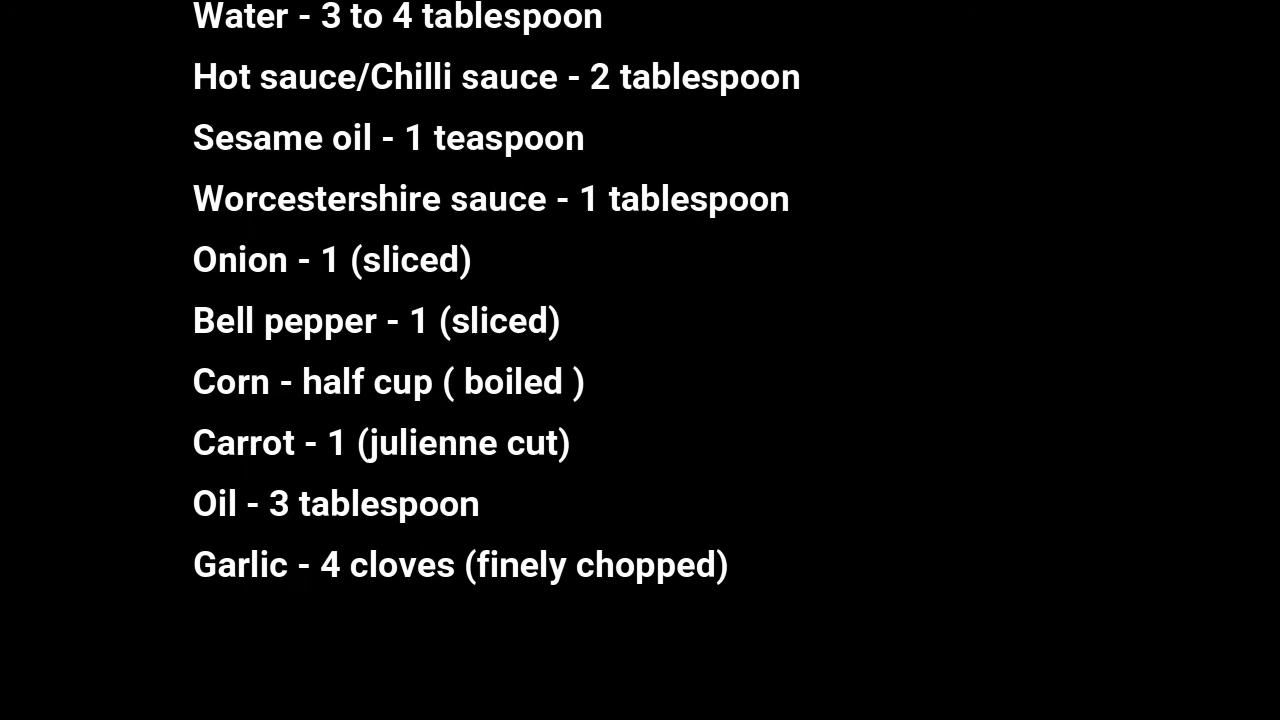 Water - 3 to 4 tablespoon
Hot sauce/Chilli sauce - 2 tablespoon
Sesame oil - 1 teaspoon
Worcestershire sauce - 1 tablespoon
Onion - 1 (sliced)
Bell pepper - 1 (sliced)
Corn - half cup ( boiled )
Carrot - 1 (julienne cut)
Oil - 3 tablespoon
Garlic - 4 cloves (finely chopped)